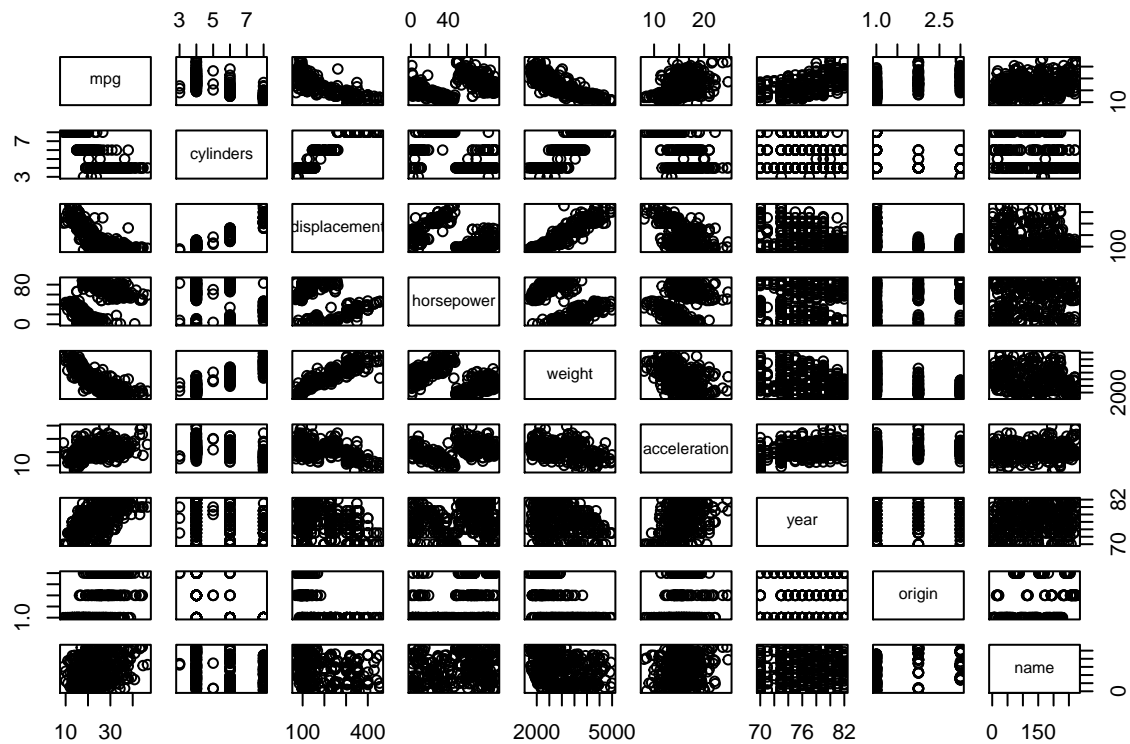 3 5 7
0 40
10 20
1.0 2.5
mpg
10
7
3
cylinders
displacement
100
80
0
horsepower
weight
2000
10
acceleration
year
82
70
1.0
origin
name
0
10 30
100 400
2000 5000
70 76 82
0 150